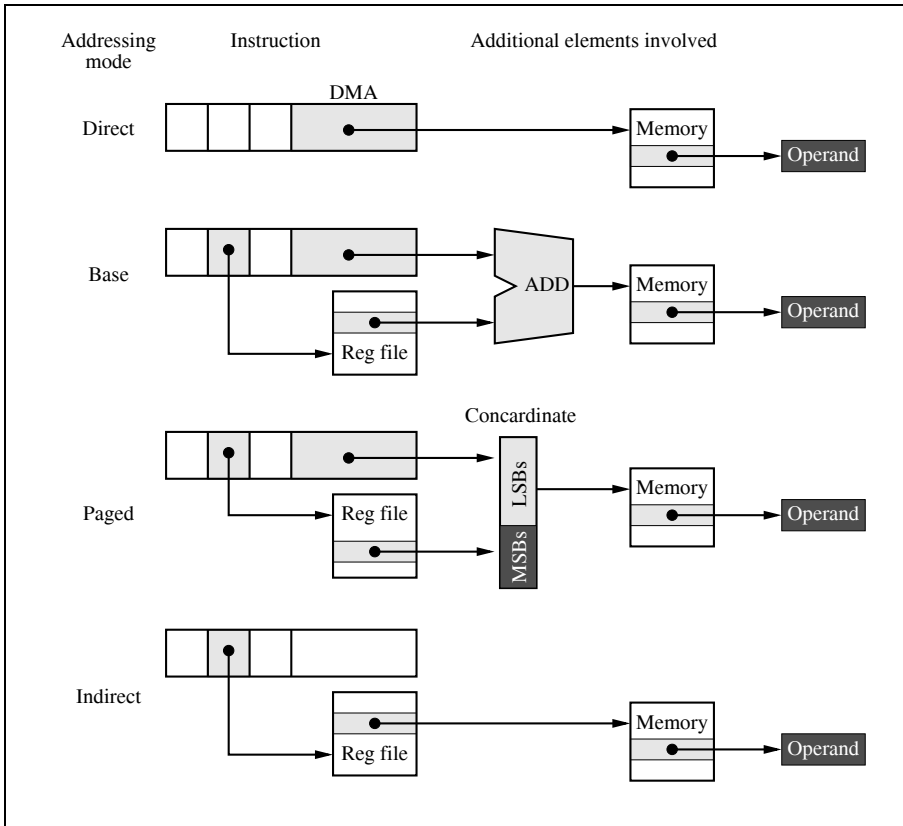 Addressing mode Instruction Additional elements involved
DMA
Direct Memory
Operand
Base ADD Memory
Operand
Reg file
Concardinate
LSBs
Memory
Reg file
Paged Operand
MSBs
Indirect Memory
Reg file Operand